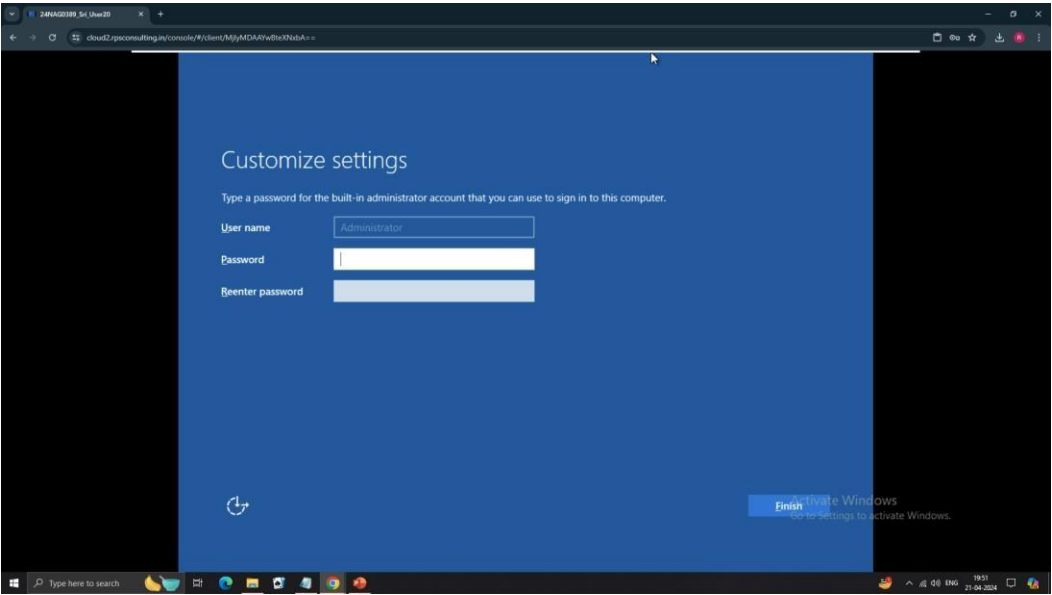 24NAG0389_Sri_User20
cloud2.rpsconsulting.in/console/#/client/MjIyMDAAYwBteXNxbA==
Customize settings
Type a password for the built-in administrator account that you can use to sign in to this computer.
User name Administrator
Password
Reenter password
Finish
Activate Windows
Go to Settings to activate Windows.
Type here to search
ENG
19:51
21-04-2024